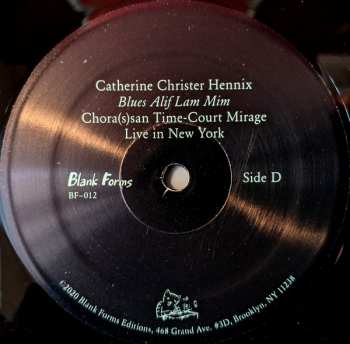 Catherine Christer Hennix
Blues Alif Lam Mim
Chora(s)san Time-Court Mirage
Live in New York
Blank Forms
BF-012
Side D
©2020 Blank Forms Editions, 468 Grand Ave. #3D, Brooklyn, NY 11238